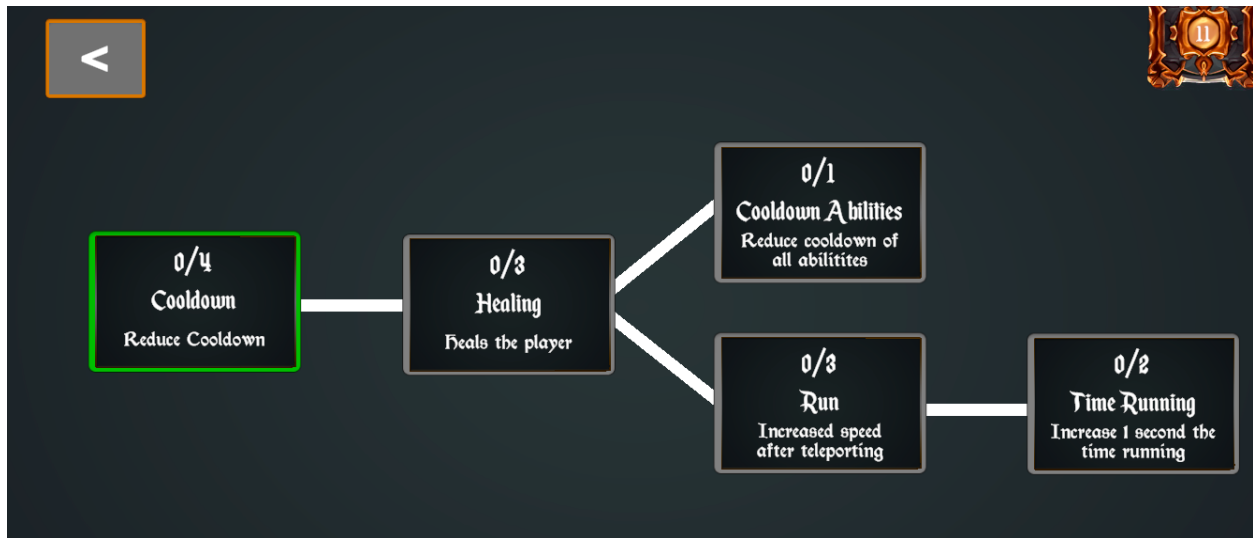 <
11
0/4
Cooldown
Reduce Cooldown
0/3
Healing
Heals the player
0/1
Cooldown Abilities
Reduce cooldown of
all abilitites
0/3
Run
Increased speed
after teleporting
0/2
Time Running
Increase 1 second the
time running